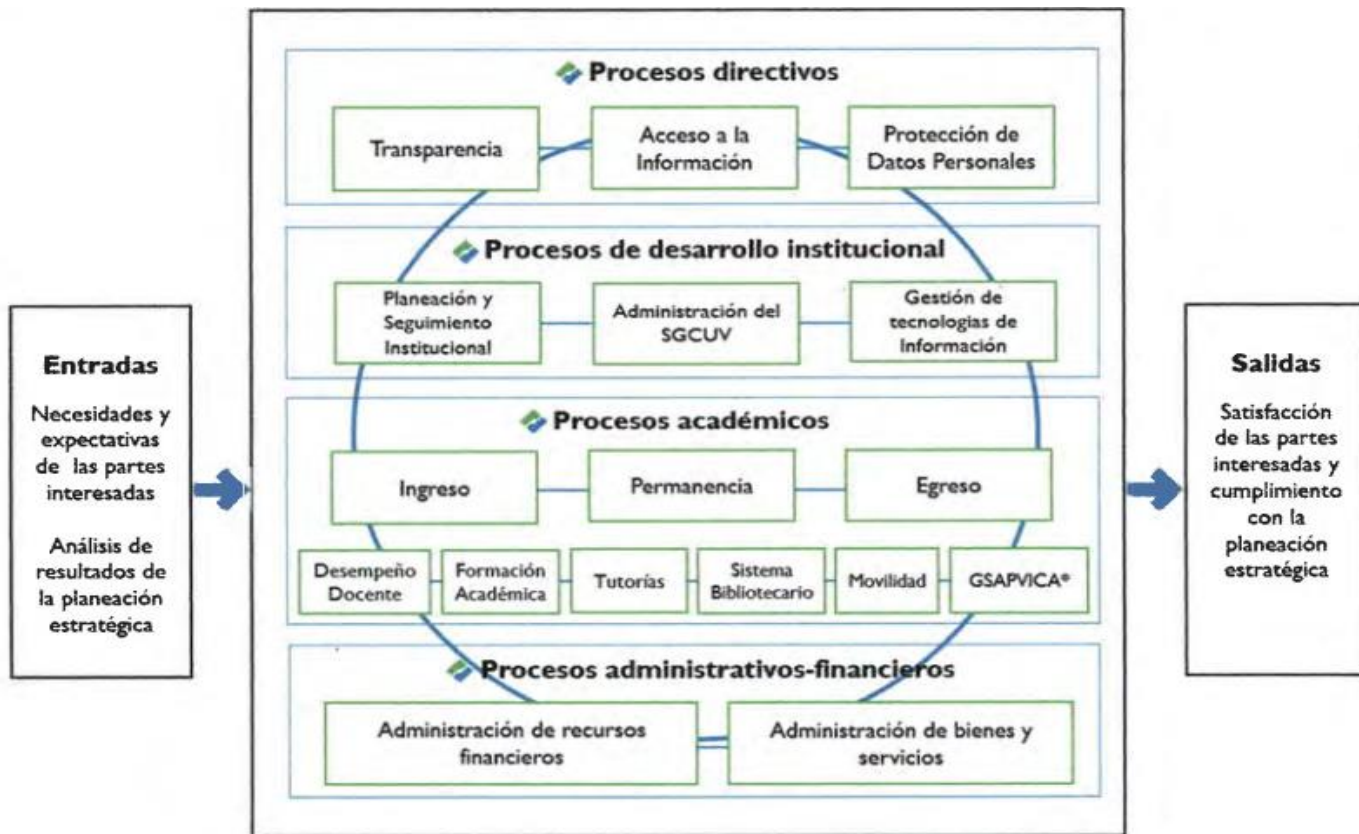 Procesos directivos
Transparencia
Acceso a la
Información
Protección de
Datos Personales
Procesos de desarrollo institucional
Planeación y
Seguimiento
Institucional
Administración del
SGCUV
Gestión de
tecnologias de
Información
Entradas
Necesidades y
expectativas
de las partes
interesadas
Análisis de
resultados de
la planeación
estratégica
Procesos académicos
Ingreso
Permanencia
Egreso
Desempeño
Docente
Formación
Académica
Tutorías
Sistema
Bibliotecario
Movilidad
GSAPVICA®
Procesos administrativos-financieros
Administración de recursos
financieros
Administración de bienes y
servicios
Salidas
Satisfacción
de las partes
interesadas y
cumplimiento
con la
planeación
estratégica